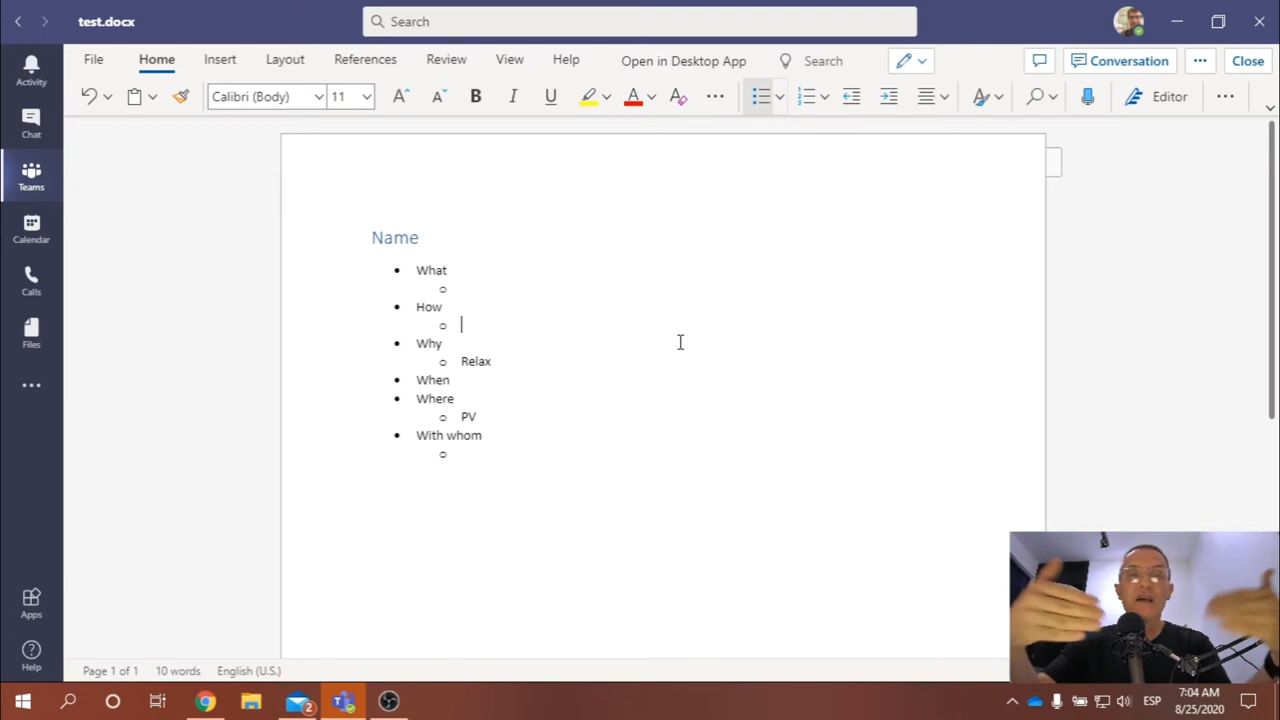 test.docx
Search
Activity
Chat
Teams
Calendar
Calls
Files
Apps
Help
File Home Insert Layout References Review View Help Open in Desktop App Search Conversation Close
Calibri (Body) 11 B I U A Editor
Name
• What
○
• How
○
• Why
○ Relax
• When
• Where
○ PV
• With whom
○
Page 1 of 1 10 words English (U.S.)
2
ESP
7:04 AM
8/25/2020